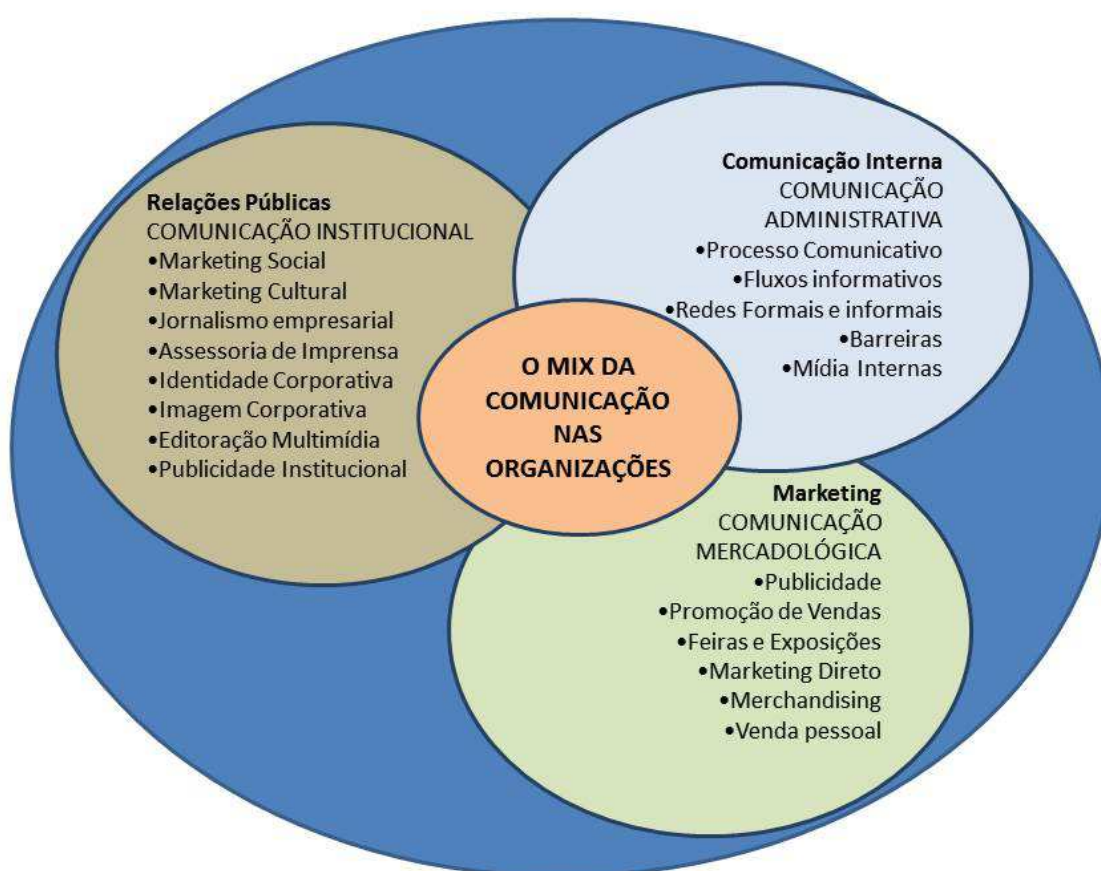 Relações Públicas
COMUNICAÇÃO INSTITUCIONAL
•Marketing Social
•Marketing Cultural
•Jornalismo empresarial
•Assessoria de Imprensa
•Identidade Corporativa
•Imagem Corporativa
•Editoração Multimídia
•Publicidade Institucional
Comunicação Interna
COMUNICAÇÃO
ADMINISTRATIVA
•Processo Comunicativo
•Fluxos informativos
•Redes Formais e informais
•Barreiras
•Mídia Internas
O MIX DA
COMUNICAÇÃO
NAS
ORGANIZAÇÕES
Marketing
COMUNICAÇÃO
MERCADOLÓGICA
•Publicidade
•Promoção de Vendas
•Feiras e Exposições
•Marketing Direto
•Merchandising
•Venda pessoal